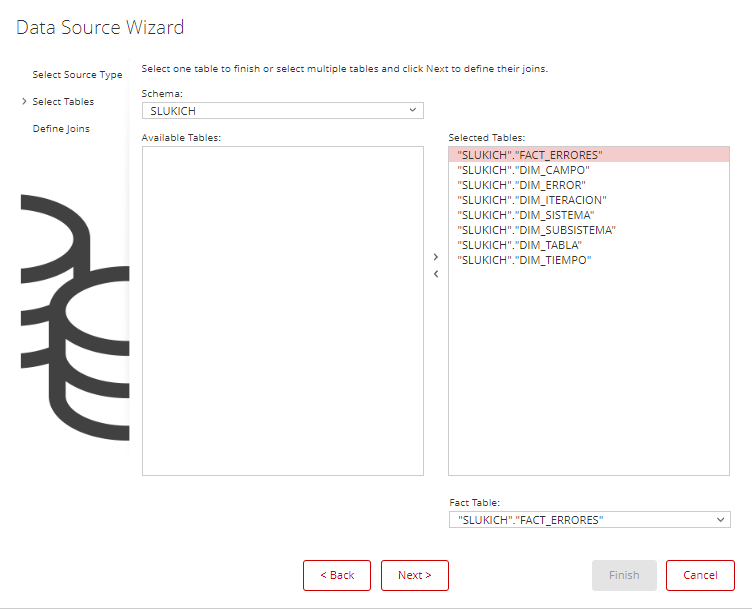 Data Source Wizard
Select Source Type
> Select Tables
Define Joins
Select one table to finish or select multiple tables and click Next to define their joins.
Schema:
SLUKICH
Available Tables:
Selected Tables:
"SLUKICH"."FACT_ERRORES"
"SLUKICH"."DIM_CAMPO"
"SLUKICH"."DIM_ERROR"
"SLUKICH"."DIM_ITERACION"
"SLUKICH"."DIM_SISTEMA"
"SLUKICH"."DIM_SUBSISTEMA"
"SLUKICH"."DIM_TABLA"
"SLUKICH"."DIM_TIEMPO"
>
<
Fact Table:
"SLUKICH"."FACT_ERRORES"
< Back
Next >
Finish
Cancel